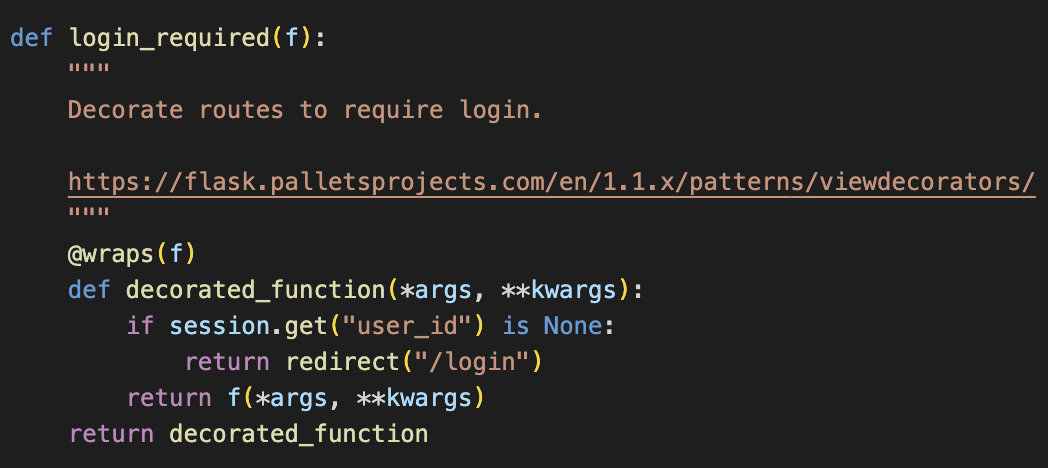 def login_required(f):
    """
    Decorate routes to require login.

    https://flask.palletsprojects.com/en/1.1.x/patterns/viewdecorators/
    """
    @wraps(f)
    def decorated_function(*args, **kwargs):
        if session.get("user_id") is None:
            return redirect("/login")
        return f(*args, **kwargs)
    return decorated_function